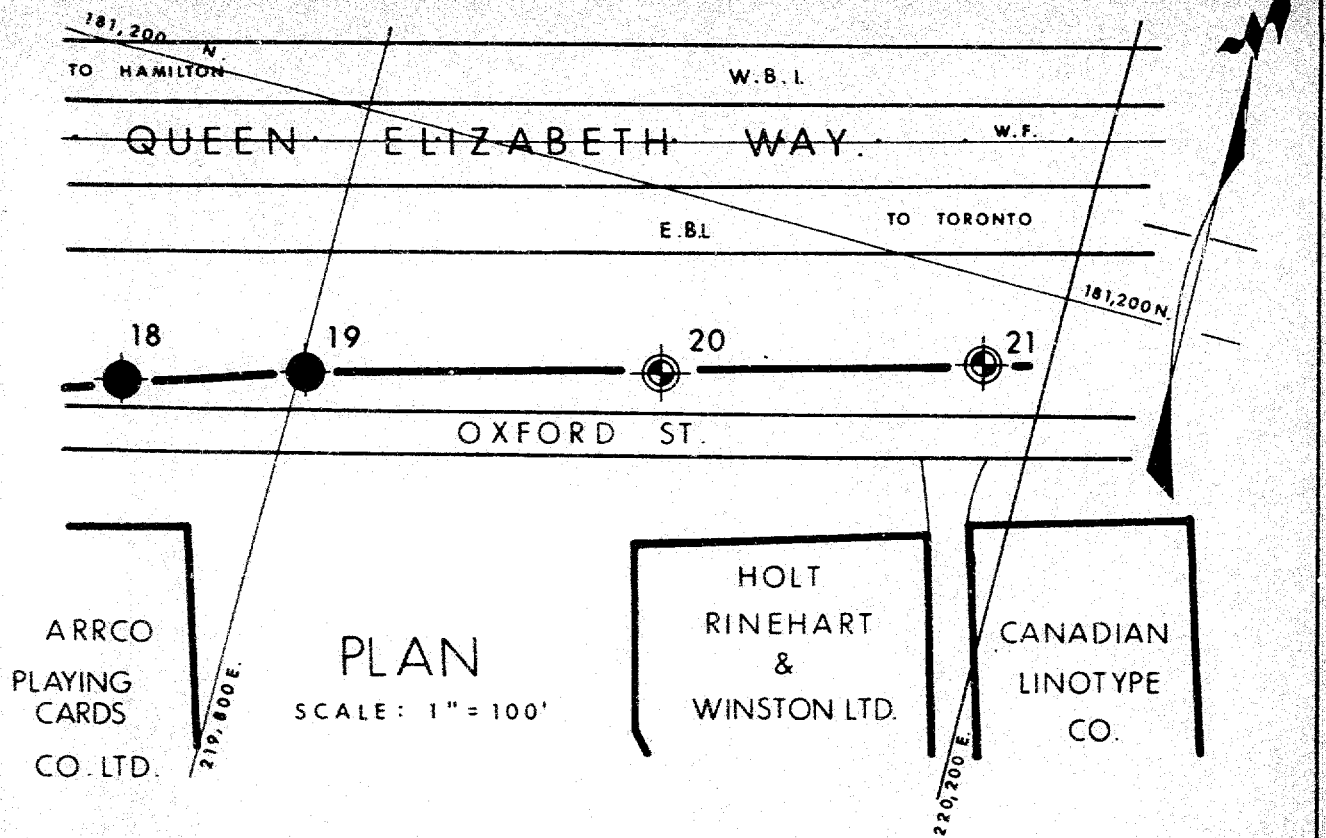 181,200 N.
TO HAMILTON
W.B.L
QUEEN ELIZABETH WAY.
W.F.
E.B.L
TO TORONTO
181,200 N.
18
19
20
21
OXFORD ST.
ARRCO
PLAYING
CARDS
CO. LTD.
219,800 E.
PLAN
SCALE: 1" = 100'
HOLT
RINEHART
&
WINSTON LTD.
220,200 E.
CANADIAN
LINOTYPE
CO.